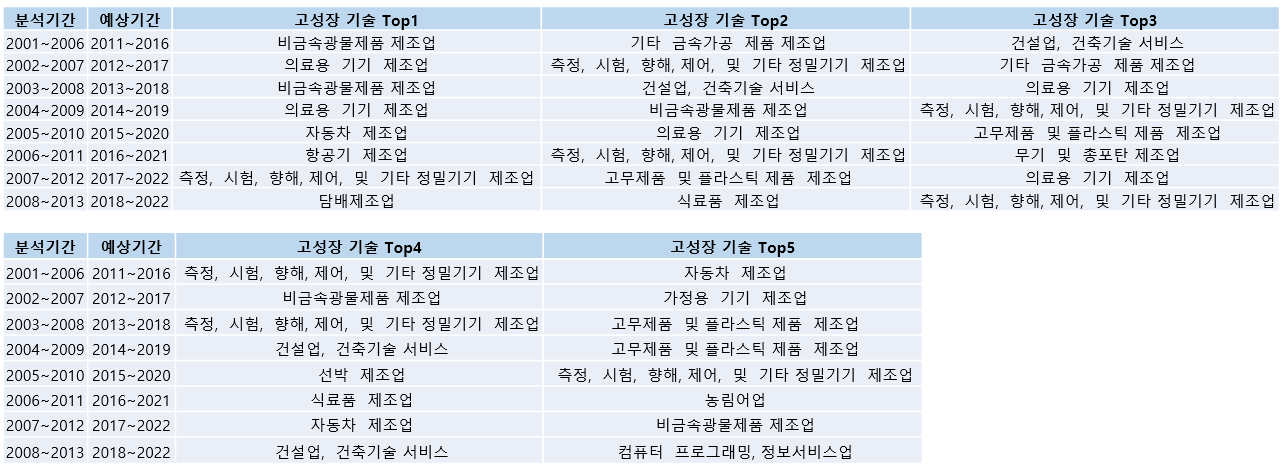 분석기간 예상기간 고성장 기술 Top1 고성장 기술 Top2 고성장 기술 Top3
2001~2006 2011~2016 비금속광물제품 제조업 기타 금속가공 제품 제조업 건설업, 건축기술 서비스
2002~2007 2012~2017 의료용 기기 제조업 측정, 시험, 향해, 제어, 및 기타 정밀기기 제조업 기타 금속가공 제품 제조업
2003~2008 2013~2018 비금속광물제품 제조업 건설업, 건축기술 서비스 의료용 기기 제조업
2004~2009 2014~2019 의료용 기기 제조업 비금속광물제품 제조업 측정, 시험, 향해, 제어, 및 기타 정밀기기 제조업
2005~2010 2015~2020 자동차 제조업 의료용 기기 제조업 고무제품 및 플라스틱 제품 제조업
2006~2011 2016~2021 항공기 제조업 측정, 시험, 향해, 제어, 및 기타 정밀기기 제조업 무기 및 총포탄 제조업
2007~2012 2017~2022 측정, 시험, 향해, 제어, 및 기타 정밀기기 제조업 고무제품 및 플라스틱 제품 제조업 의료용 기기 제조업
2008~2013 2018~2022 담배제조업 식료품 제조업 측정, 시험, 향해, 제어, 및 기타 정밀기기 제조업
분석기간 예상기간 고성장 기술 Top4 고성장 기술 Top5
2001~2006 2011~2016 측정, 시험, 향해, 제어, 및 기타 정밀기기 제조업 자동차 제조업
2002~2007 2012~2017 비금속광물제품 제조업 가정용 기기 제조업
2003~2008 2013~2018 측정, 시험, 향해, 제어, 및 기타 정밀기기 제조업 고무제품 및 플라스틱 제품 제조업
2004~2009 2014~2019 건설업, 건축기술 서비스 고무제품 및 플라스틱 제품 제조업
2005~2010 2015~2020 선박 제조업 측정, 시험, 향해, 제어, 및 기타 정밀기기 제조업
2006~2011 2016~2021 식료품 제조업 농림어업
2007~2012 2017~2022 자동차 제조업 비금속광물제품 제조업
2008~2013 2018~2022 건설업, 건축기술 서비스 컴퓨터 프로그래밍, 정보서비스업